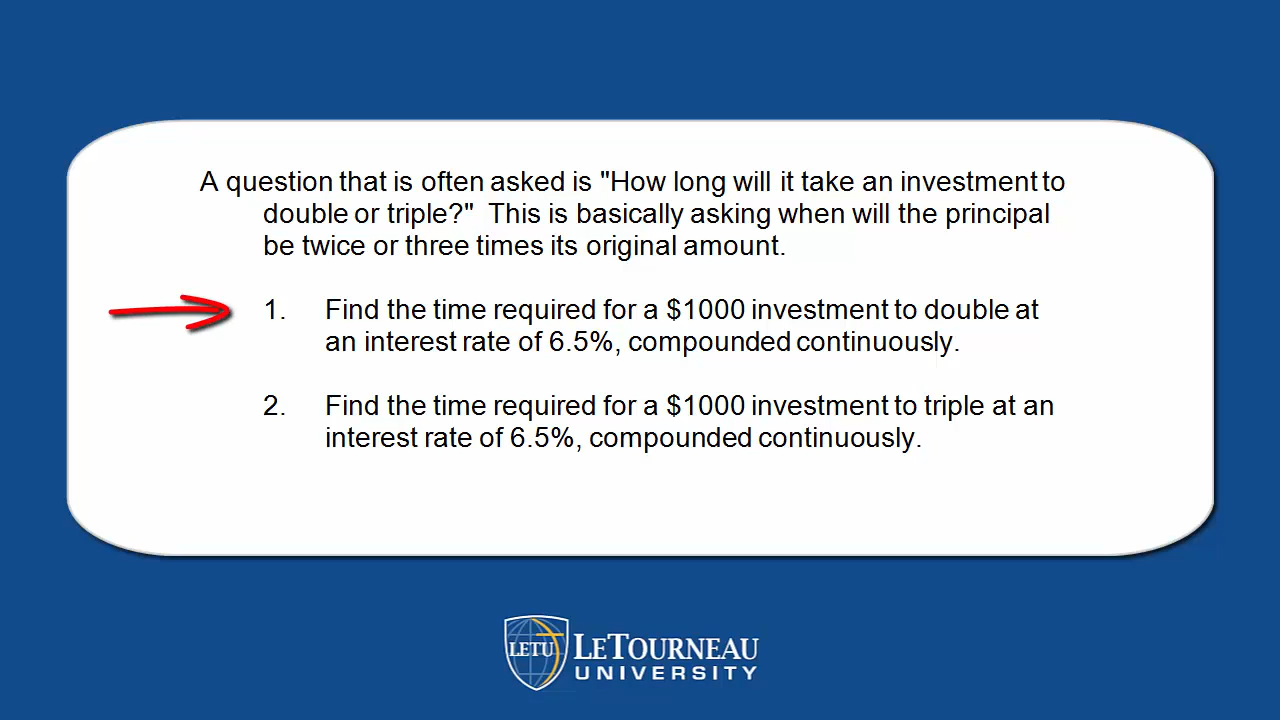 A question that is often asked is "How long will it take an investment to
double or triple?" This is basically asking when will the principal
be twice or three times its original amount.
1. Find the time required for a $1000 investment to double at
an interest rate of 6.5%, compounded continuously.
2. Find the time required for a $1000 investment to triple at an
interest rate of 6.5%, compounded continuously.
LETU
LETOURNEAU
UNIVERSITY